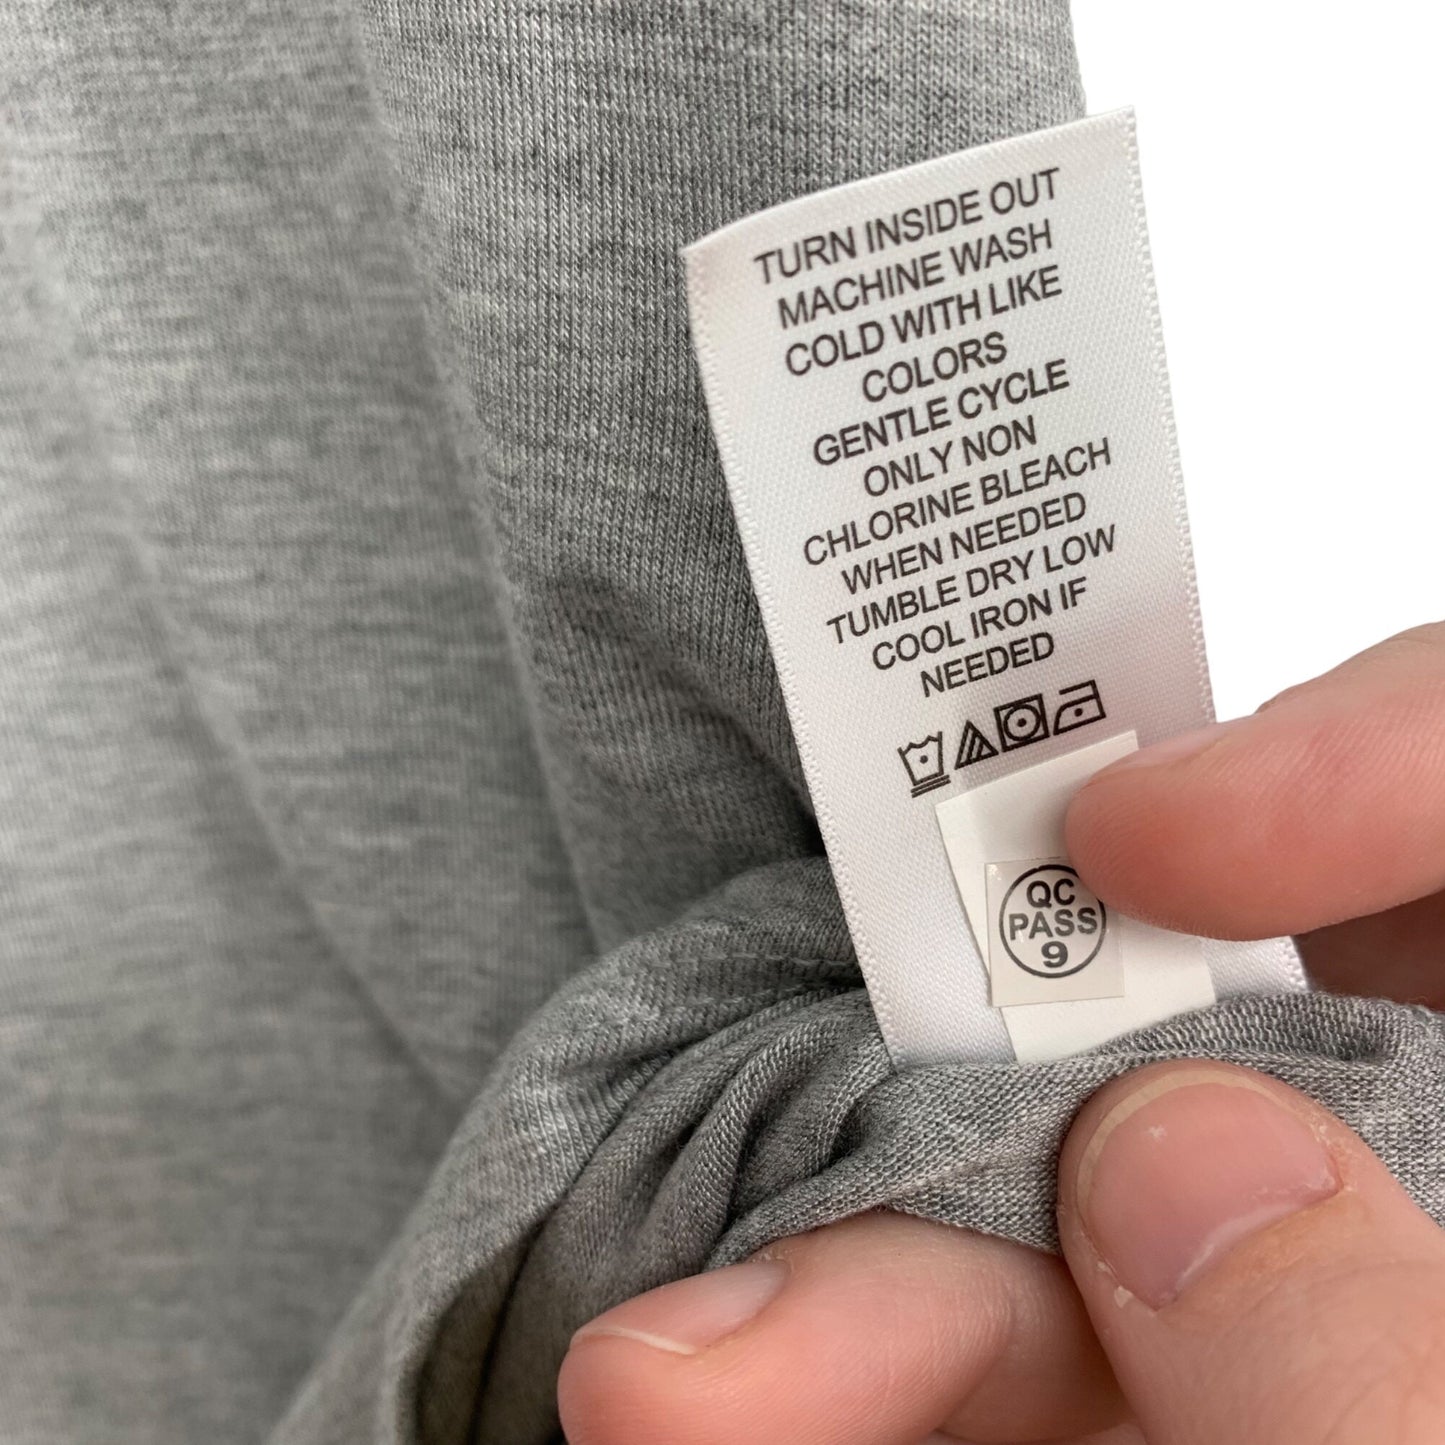 TURN INSIDE OUT
MACHINE WASH
COLD WITH LIKE
COLORS
GENTLE CYCLE
ONLY NON
CHLORINE BLEACH
WHEN NEEDED
TUMBLE DRY LOW
COOL IRON IF
NEEDED
QC
PASS
9